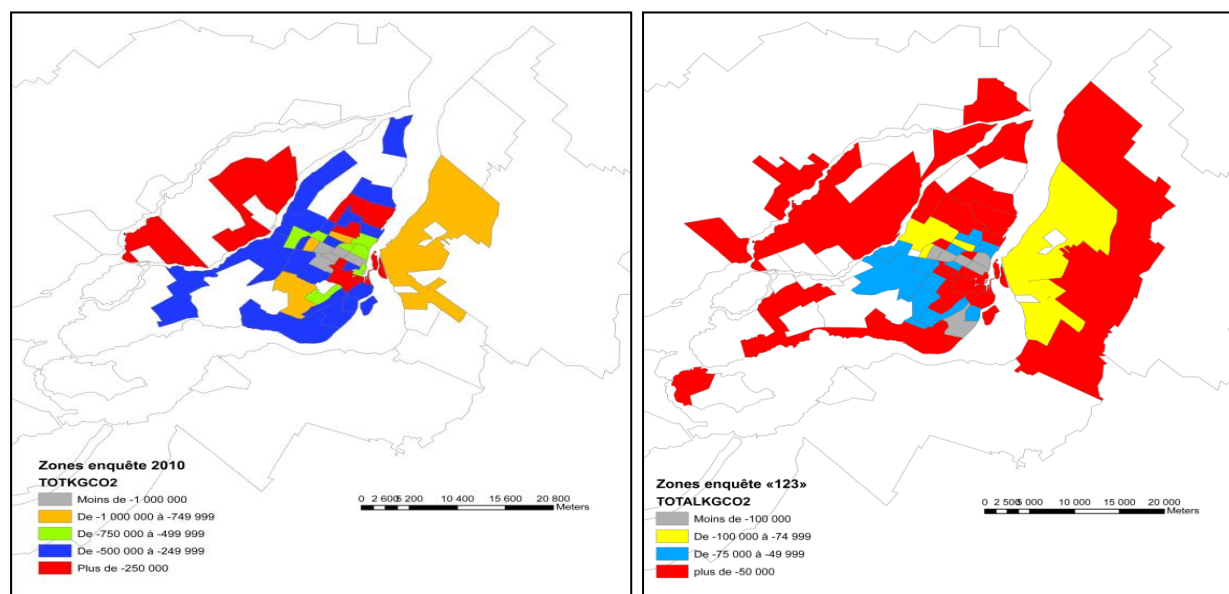 Zones enquête 2010
TOTKGCO2
Moins de -1 000 000
De -1 000 000 à -749 999
De -750 000 à -499 999
De -500 000 à -249 999
Plus de -250 000
0 2 600 5 200 10 400 15 600 20 800
Meters
Zones enquête «123»
TOTALKGCO2
Moins de -100 000
De -100 000 à -74 999
De -75 000 à -49 999
plus de -50 000
0 2 500 5 000 10 000 15 000 20 000
Meters